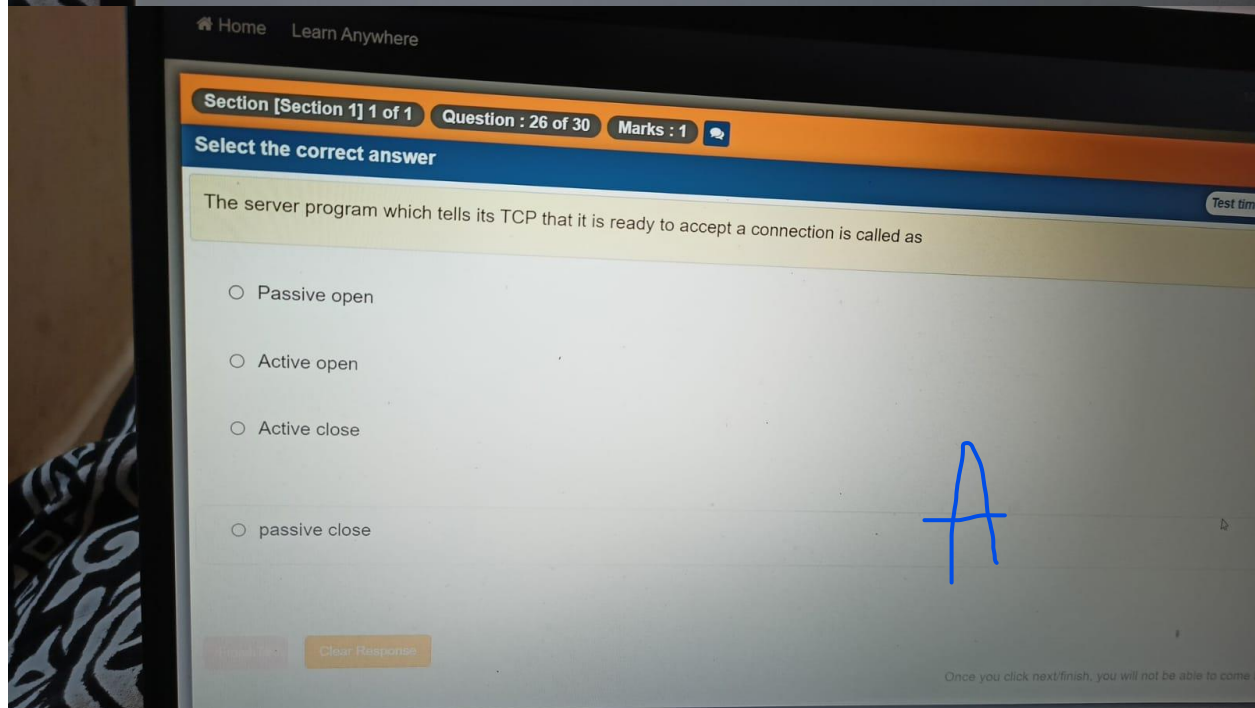 Home Learn Anywhere
Section [Section 1] 1 of 1 Question : 26 of 30 Marks : 1
Select the correct answer
Test tim
The server program which tells its TCP that it is ready to accept a connection is called as
Passive open
Active open
Active close
passive close
A
Clear Response
Once you click next/finish, you will not be able to come